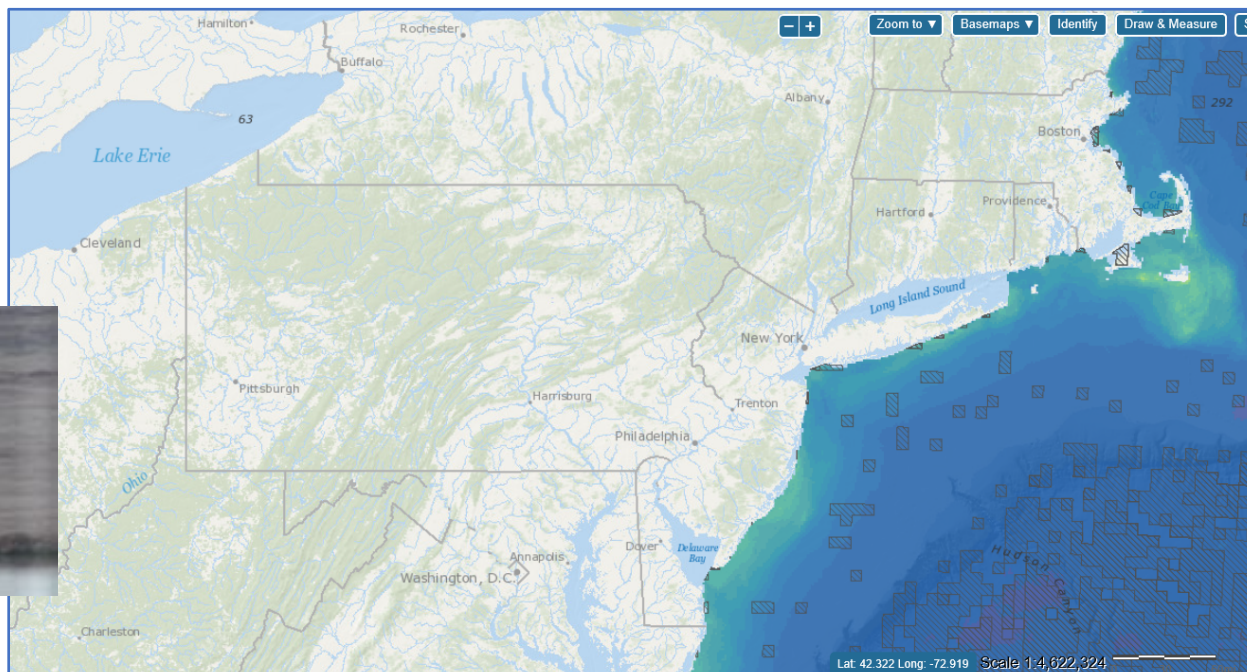 Hamilton
Rochester
Zoom to ▼
Basemaps ▼
Identify
Draw & Measure
Buffalo
Albany
63
292
Lake Erie
Boston
Cape
Cod Bay
Hartford
Providence
Cleveland
Long Island Sound
New York
Pittsburgh
Harrisburg
Trenton
Philadelphia
Ohio
Dover
Delaware
Bay
Annapolis
Washington, D.C.
Hudson Canyon
Charleston
Lat: 42.322 Long: -72.919
Scale 1:4,622,324